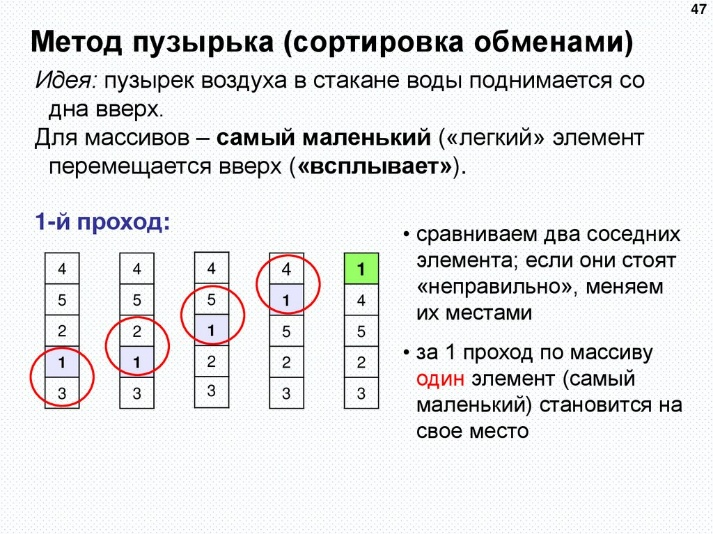 47
Метод пузырька (сортировка обменами)
Идея: пузырек воздуха в стакане воды поднимается со
дна вверх.
Для массивов – самый маленький («легкий» элемент
перемещается вверх («всплывает»).
1-й проход:
4 4 4 4 1
5 5 5 1 4
2 2 1 5 5
1 1 2 2 2
3 3 3 3 3
• сравниваем два соседних
элемента; если они стоят
«неправильно», меняем
их местами
• за 1 проход по массиву
один элемент (самый
маленький) становится на
свое место